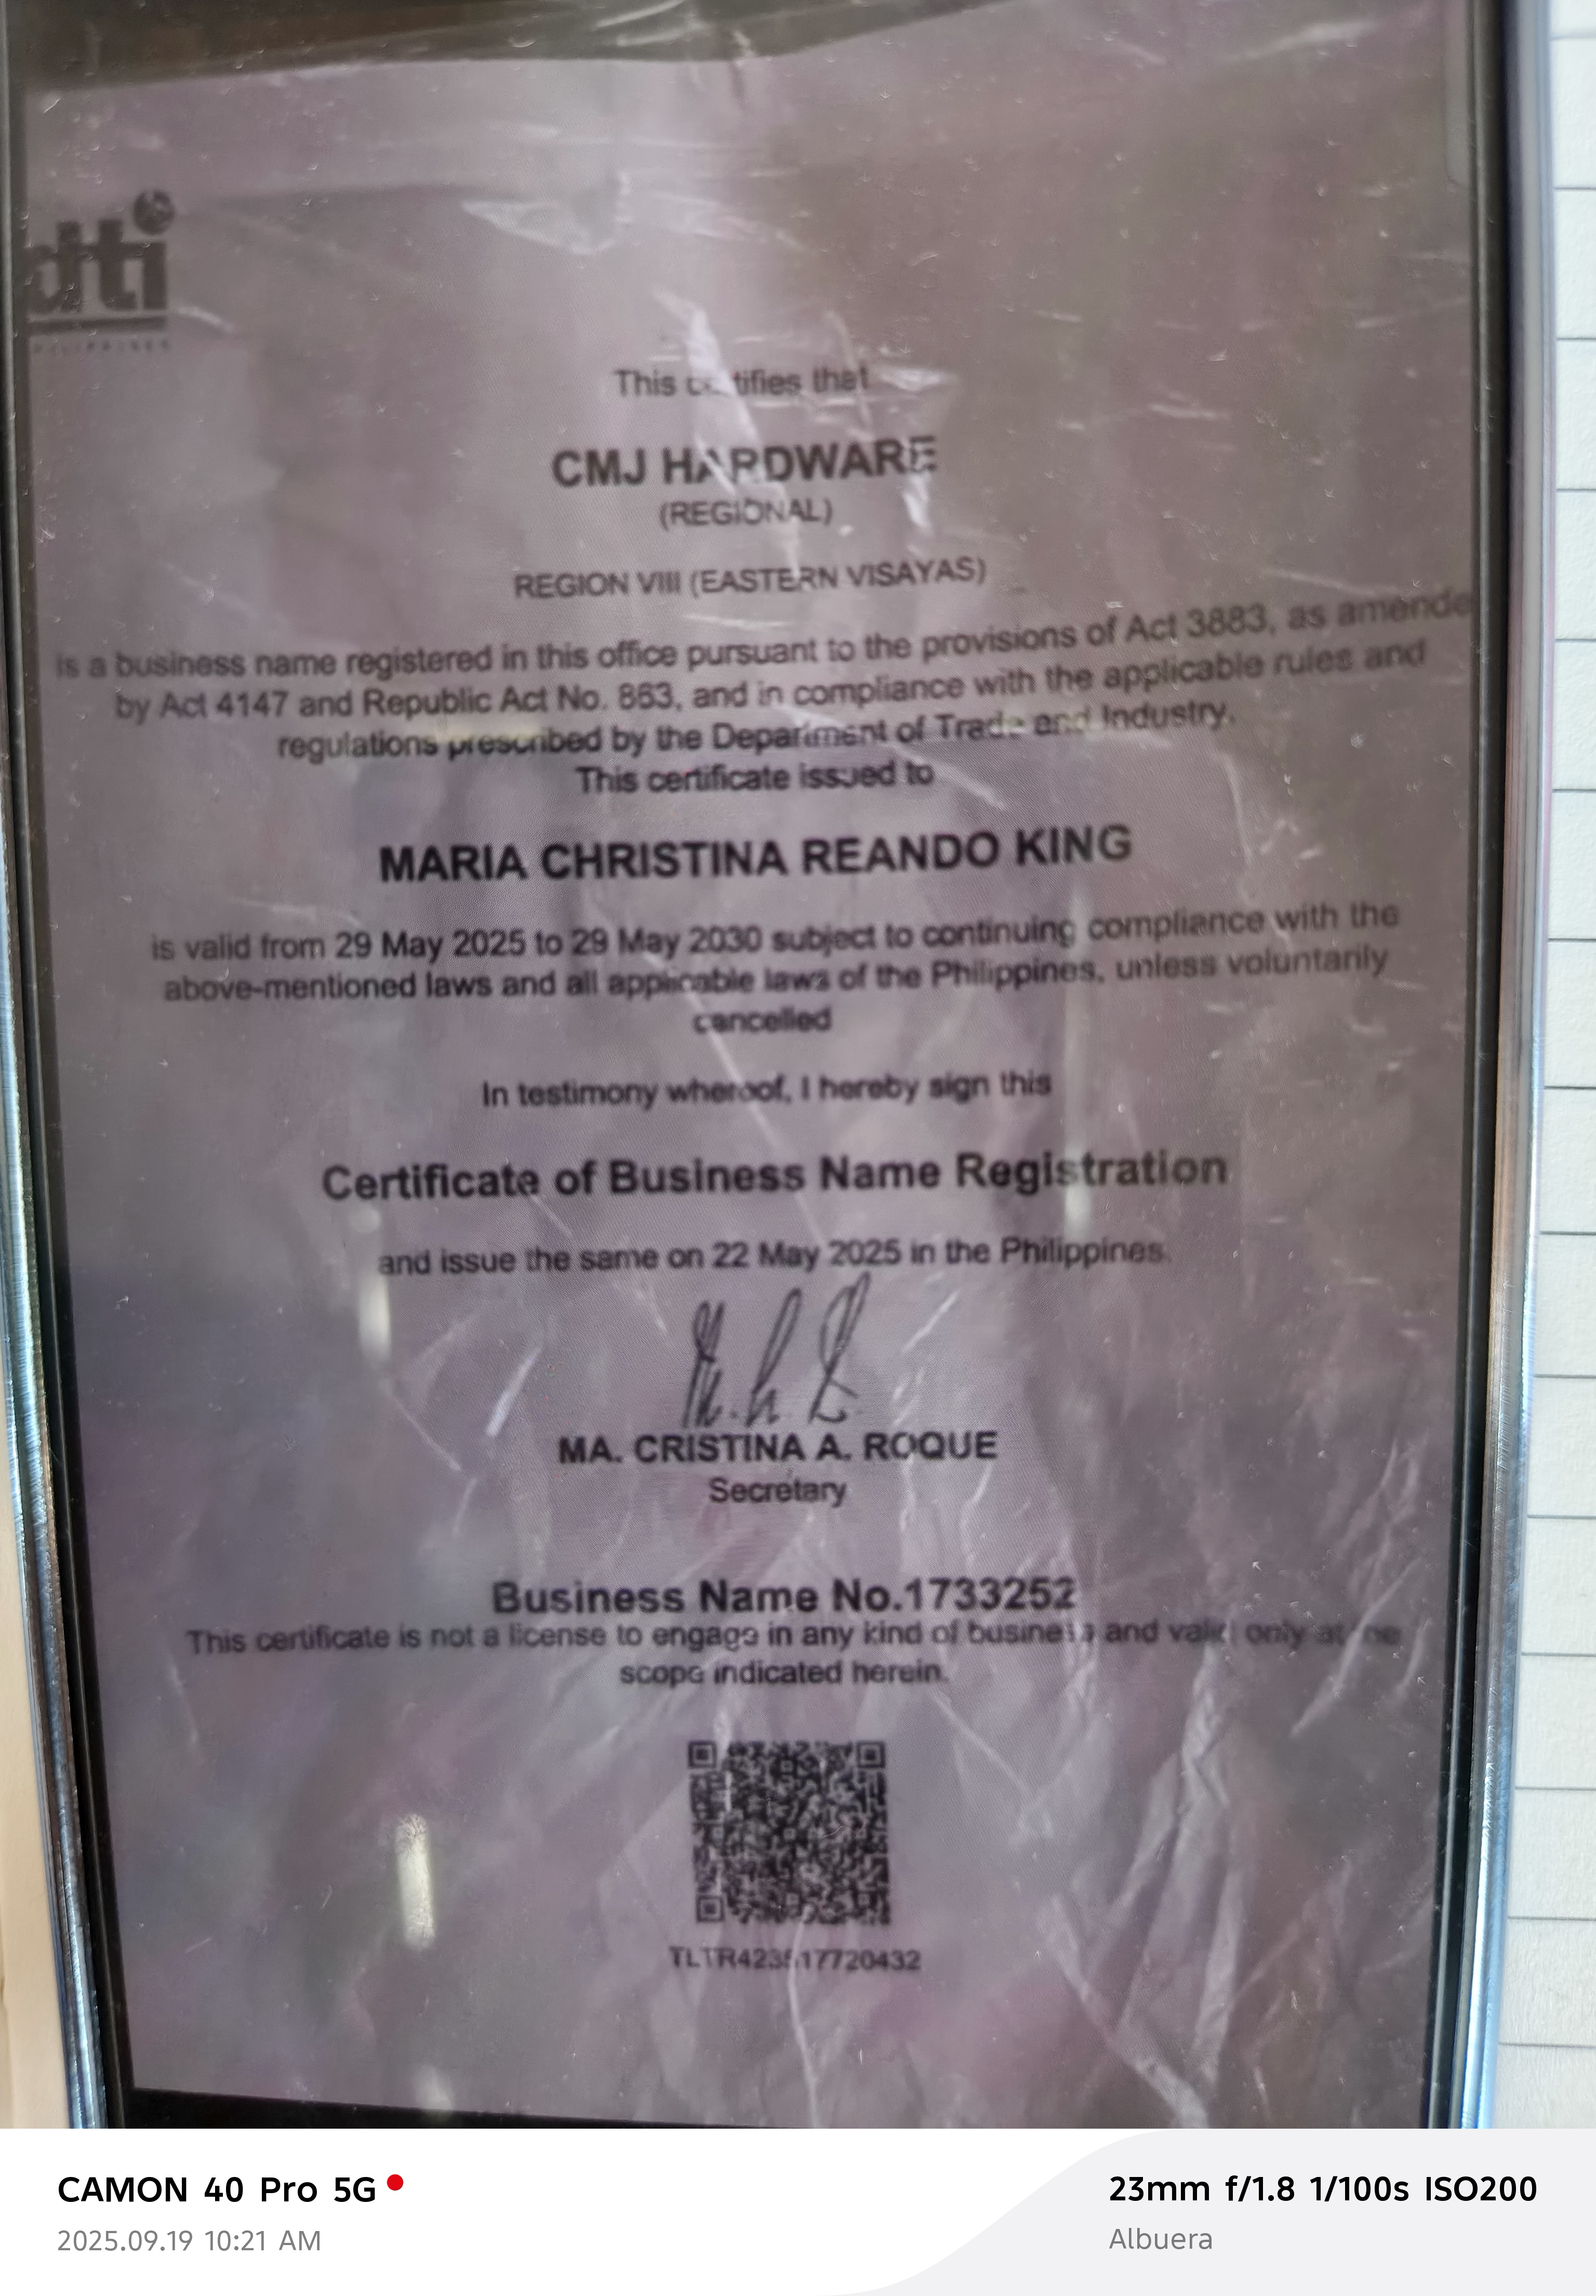 dti
PHILIPPINES
This certifies that
CMJ HARDWARE
(REGIONAL)
REGION VIII (EASTERN VISAYAS)
is a business name registered in this office pursuant to the provisions of Act 3883, as amende
by Act 4147 and Republic Act No. 863, and in compliance with the applicable rules and
regulations prescribed by the Department of Trade and Industry.
This certificate issued to
MARIA CHRISTINA REANDO KING
is valid from 29 May 2025 to 29 May 2030 subject to continuing compliance with the
above-mentioned laws and all applicable laws of the Philippines, unless voluntarily
cancelled
In testimony whereof, I hereby sign this
Certificate of Business Name Registration
and issue the same on 22 May 2025 in the Philippines.
MA. CRISTINA A. ROQUE
Secretary
Business Name No.1733252
This certificate is not a license to engage in any kind of business and valid only at the
scope indicated herein.
CAMON 40 Pro 5G
2025.09.19 10:21 AM
23mm f/1.8 1/100s ISO200
Albuera